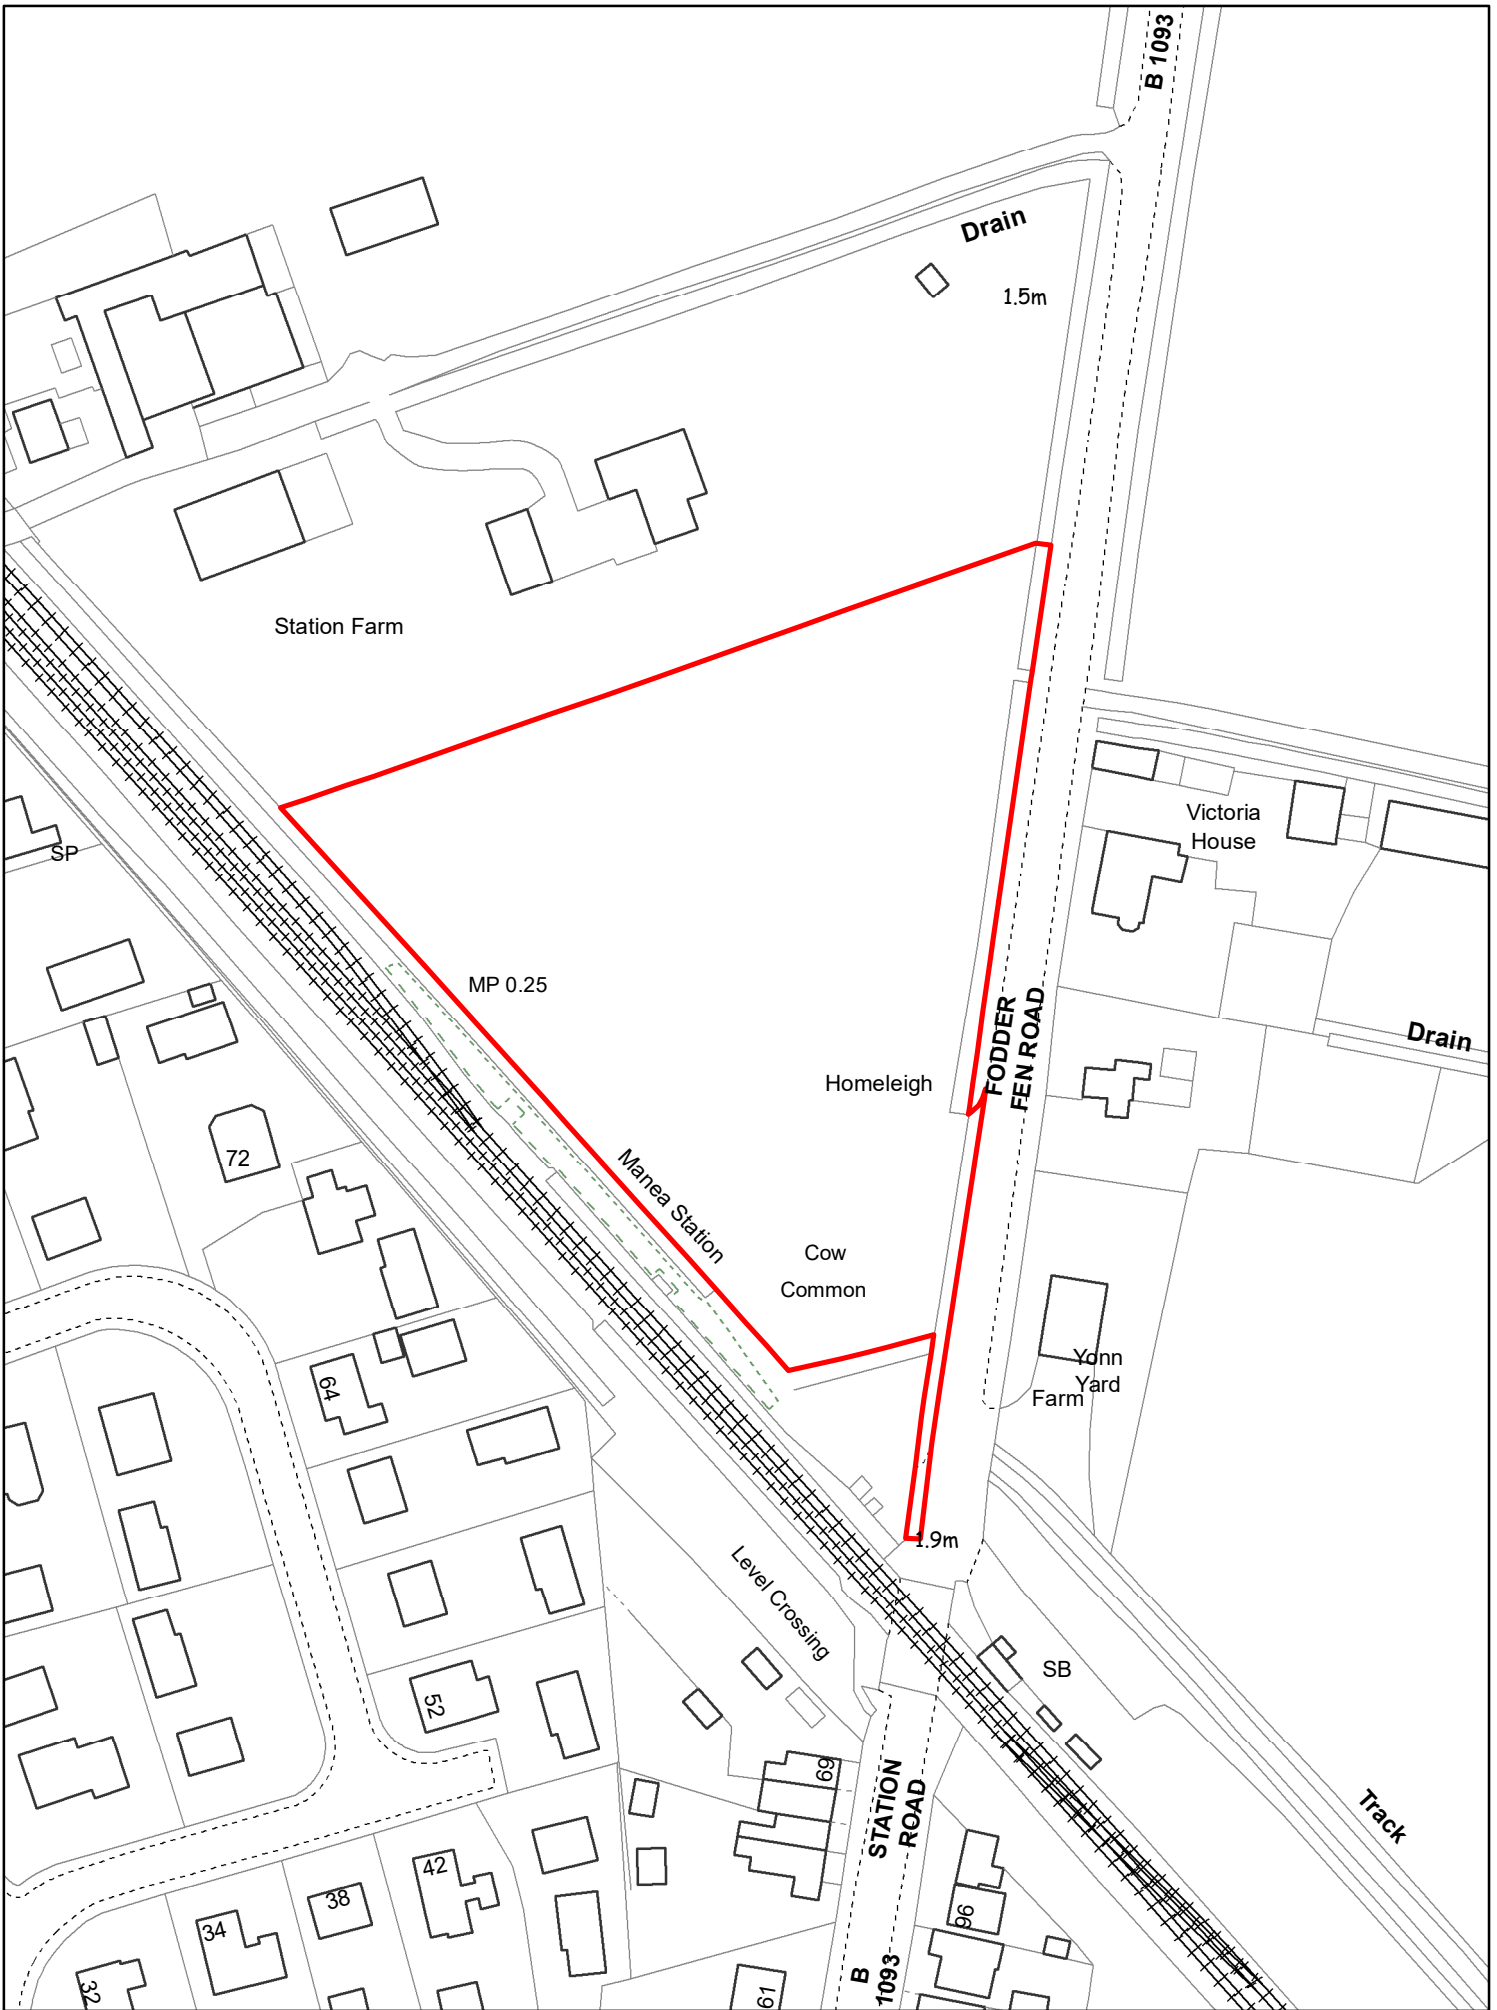 B 1093
Drain
1.5m
Station Farm
Victoria
House
SP
MP 0.25
FODDER
FEN ROAD
Drain
Homeleigh
72
Manea Station
Cow
Common
Yonn
Yard
Farm
64
1.9m
Level Crossing
SB
52
69
STATION
ROAD
Track
42
38
34
96
32
61
B
1093